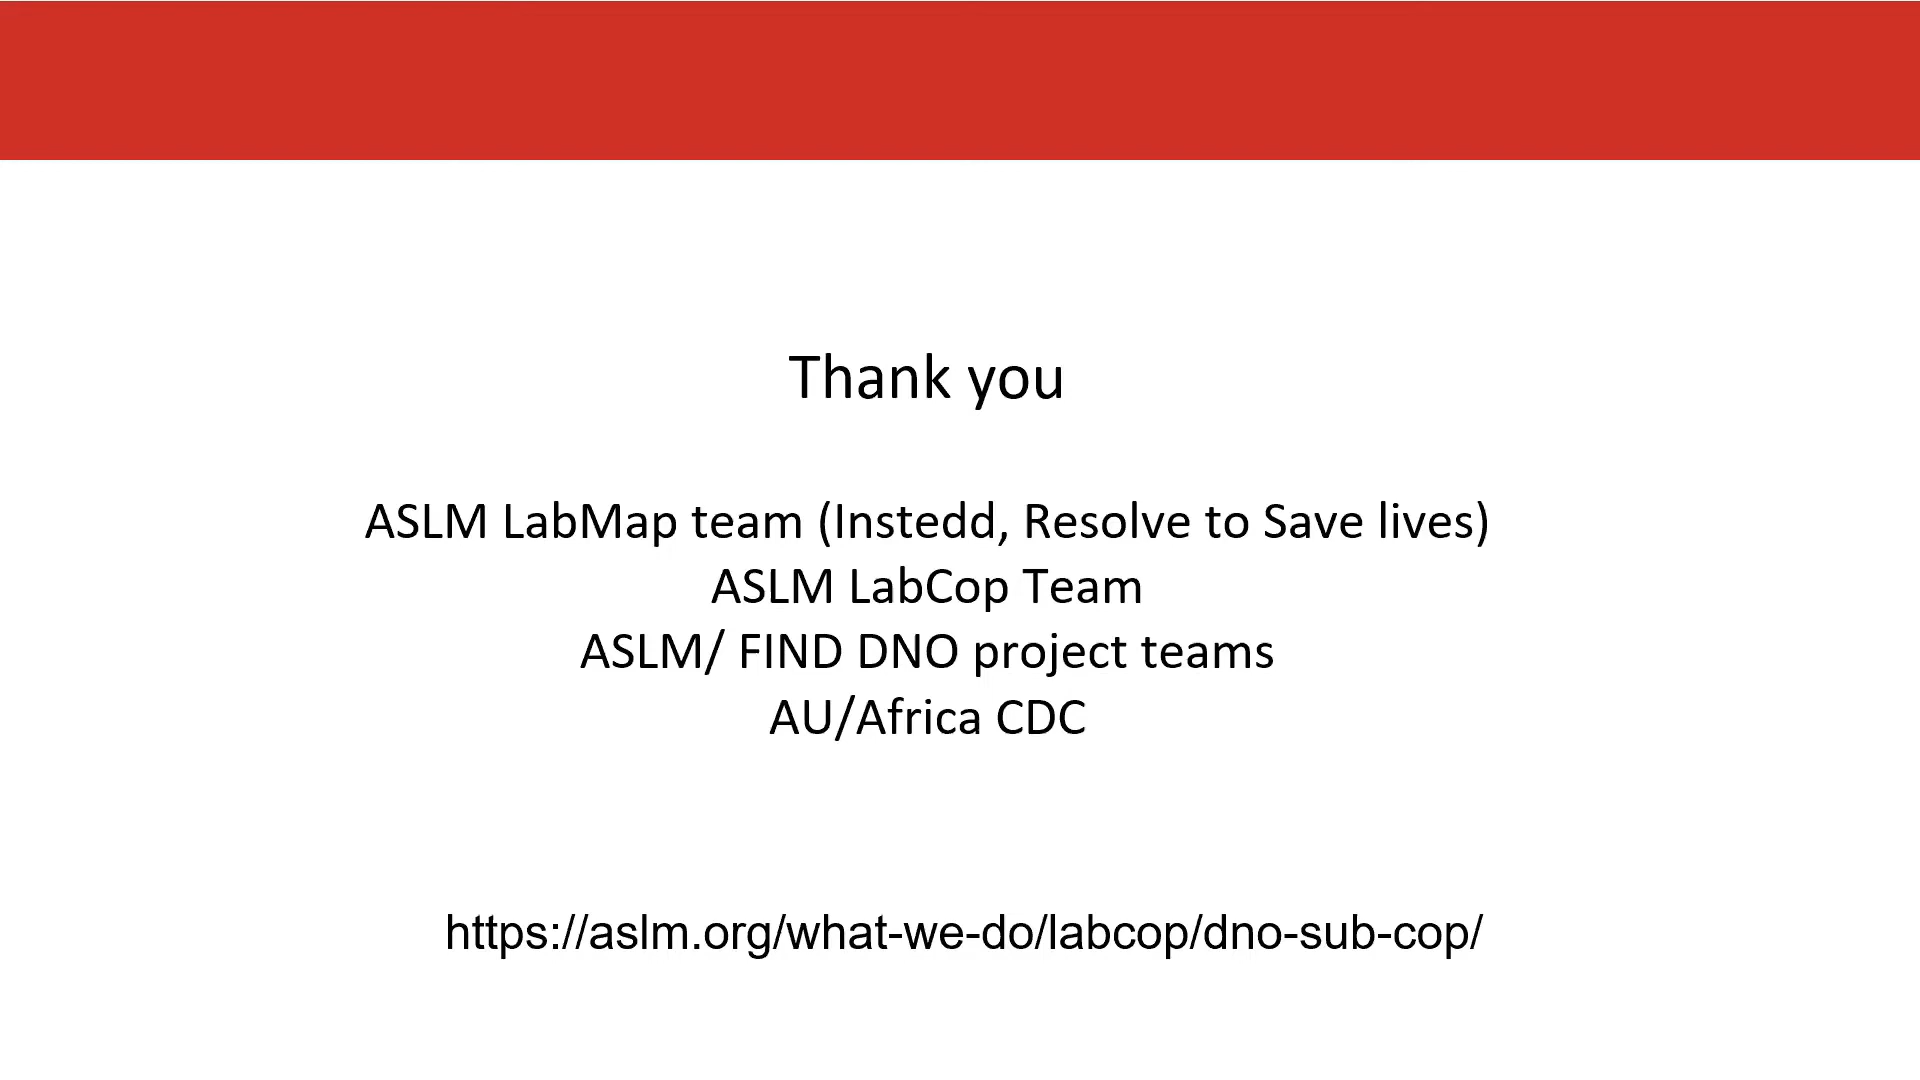 Thank you
ASLM LabMap team (Instedd, Resolve to Save lives)
ASLM LabCop Team
ASLM/ FIND DNO project teams
AU/Africa CDC
https://aslm.org/what-we-do/labcop/dno-sub-cop/